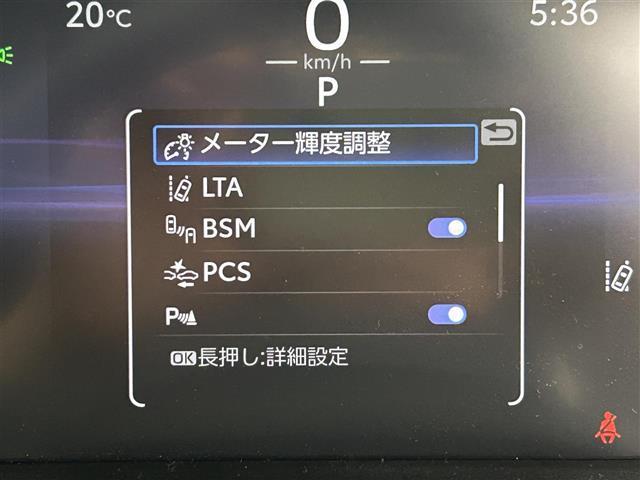 20℃
0
5:36
km/h
P
メーター輝度調整
LTA
BSM
PCS
P
OK長押し:詳細設定